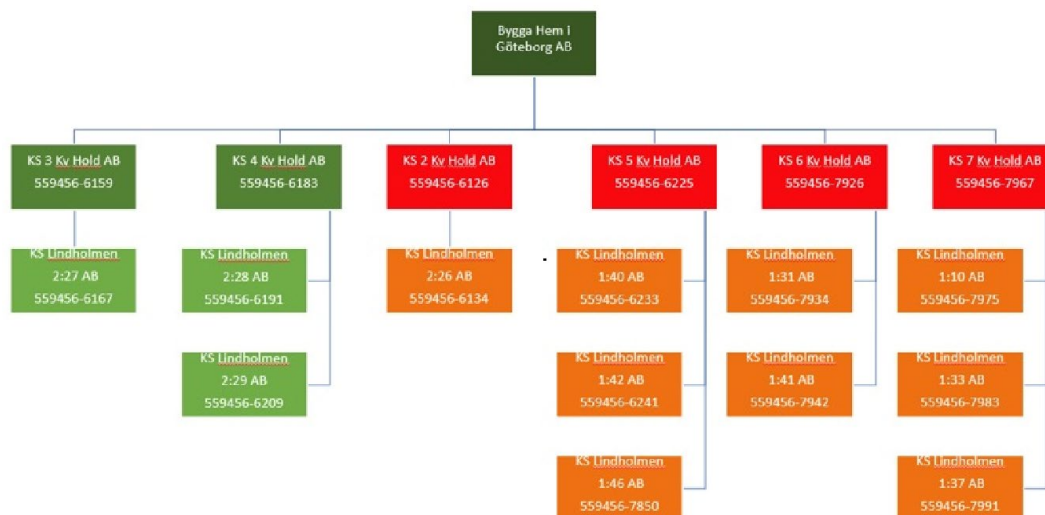 Bygga Hem i
Göteborg AB
KS 3 Kv Hold AB
559456-6159
KS 4 Kv Hold AB
559456-6183
KS 2 Kv Hold AB
559456-6126
KS 5 Kv Hold AB
559456-6225
KS 6 Kv Hold AB
559456-7926
KS 7 Kv Hold AB
559456-7967
KS Lindholmen
2:27 AB
559456-6167
KS Lindholmen
2:28 AB
559456-6191
KS Lindholmen
2:26 AB
559456-6134
KS Lindholmen
1:40 AB
559456-6233
KS Lindholmen
1:31 AB
559456-7934
KS Lindholmen
1:10 AB
559456-7975
KS Lindholmen
2:29 AB
559456-6209
KS Lindholmen
1:42 AB
559456-6241
KS Lindholmen
1:41 AB
559456-7942
KS Lindholmen
1:33 AB
559456-7983
KS Lindholmen
1:46 AB
559456-7850
KS Lindholmen
1:37 AB
559456-7991